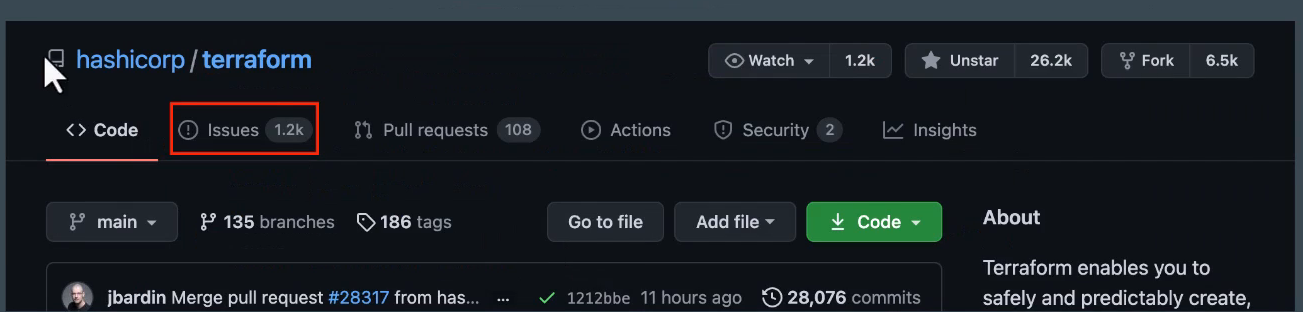 hashicorp / terraform
Watch 1.2k Unstar 26.2k Fork 6.5k
<> Code Issues 1.2k Pull requests 108 Actions Security 2 Insights
main 135 branches 186 tags Go to file Add file Code
About
Terraform enables you to
safely and predictably create,
jbardin Merge pull request #28317 from has... ... 1212bbe 11 hours ago 28,076 commits